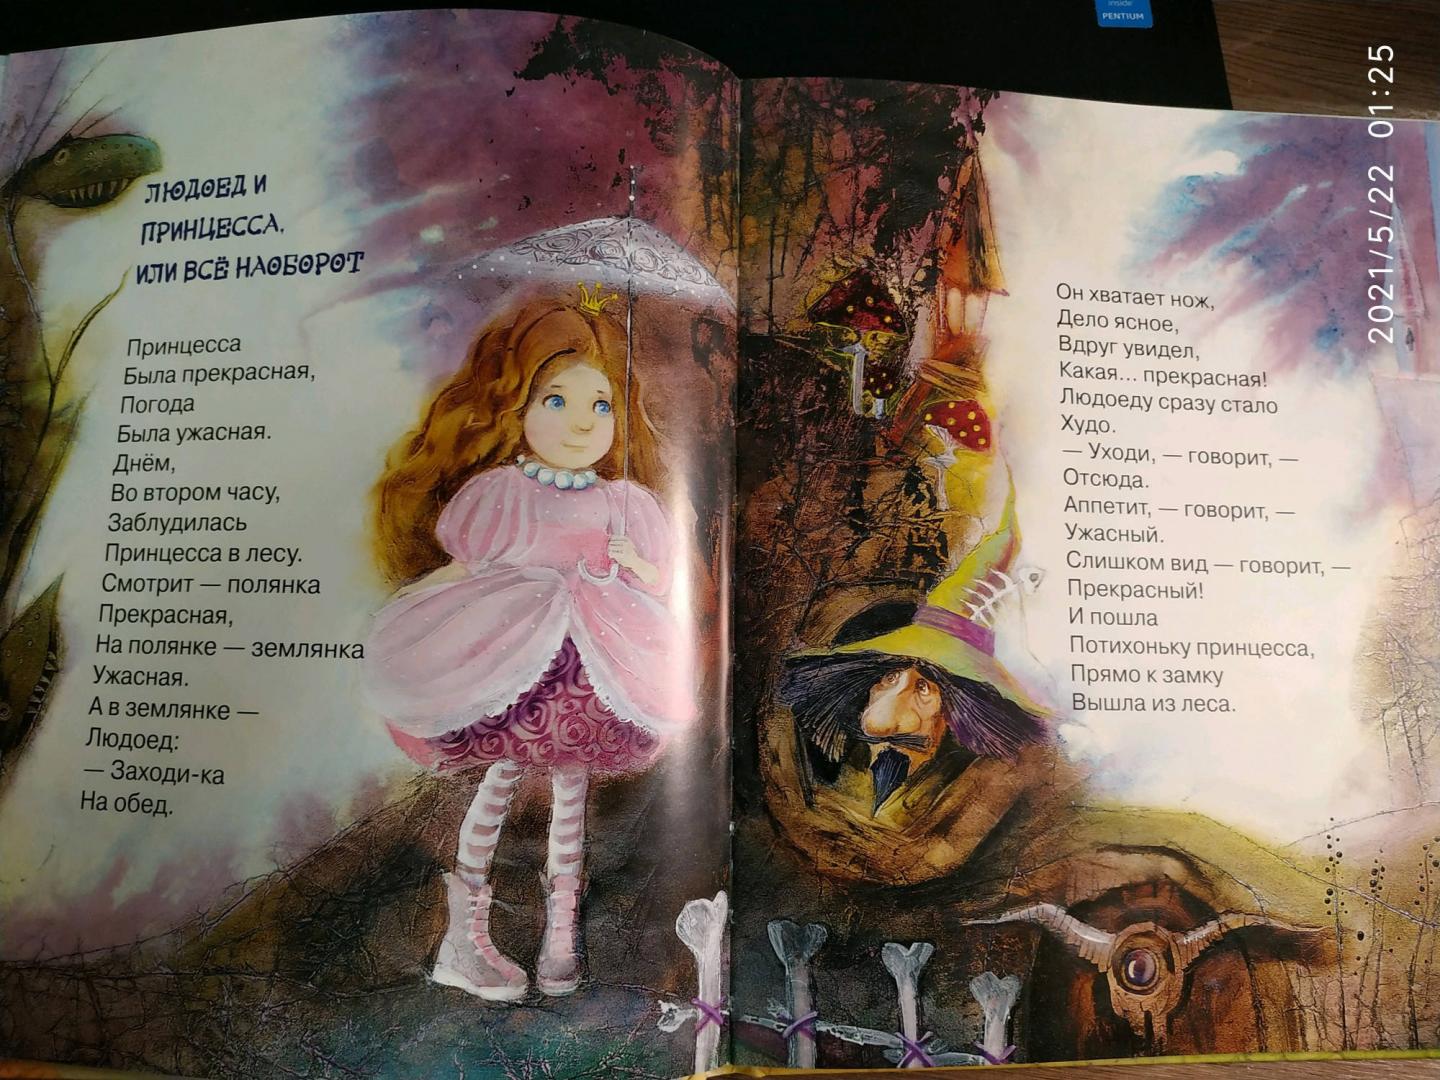 inside
PENTIUM
2021/5/22 01:25
ЛЮДОЕД И
ПРИНЦЕССА,
ИЛИ ВСЁ НАОБОРОТ
Принцесса
Была прекрасная,
Погода
Была ужасная.
Днём,
Во втором часу,
Заблудилась
Принцесса в лесу.
Смотрит — полянка
Прекрасная,
На полянке — землянка
Ужасная.
А в землянке —
Людоед:
— Заходи-ка
На обед.
Он хватает нож,
Дело ясное,
Вдруг увидел,
Какая... прекрасная!
Людоеду сразу стало
Худо.
— Уходи, — говорит, —
Отсюда.
Аппетит, — говорит, —
Ужасный.
Слишком вид — говорит, —
Прекрасный!
И пошла
Потихоньку принцесса,
Прямо к замку
Вышла из леса.